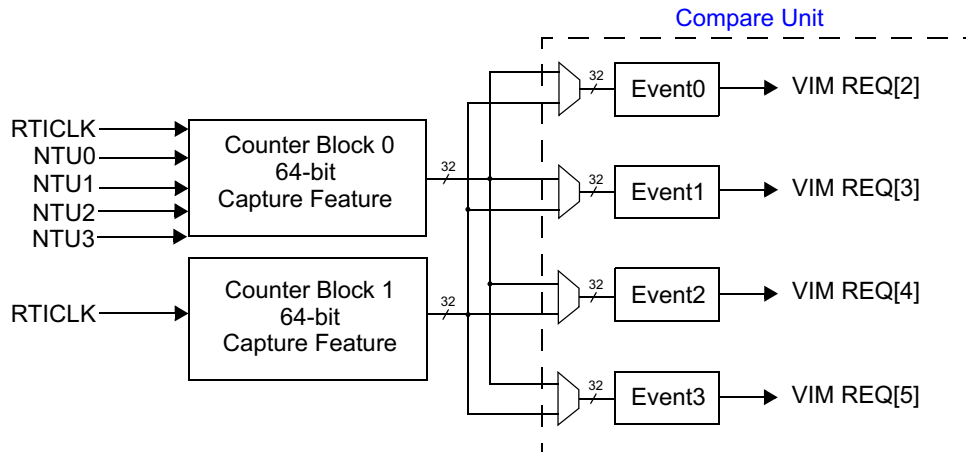 Compare Unit
RTICLK
NTU0
NTU1
NTU2
NTU3
Counter Block 0
64-bit
Capture Feature
32
RTICLK
Counter Block 1
64-bit
Capture Feature
32
32
Event0
VIM REQ[2]
32
Event1
VIM REQ[3]
32
Event2
VIM REQ[4]
32
Event3
VIM REQ[5]